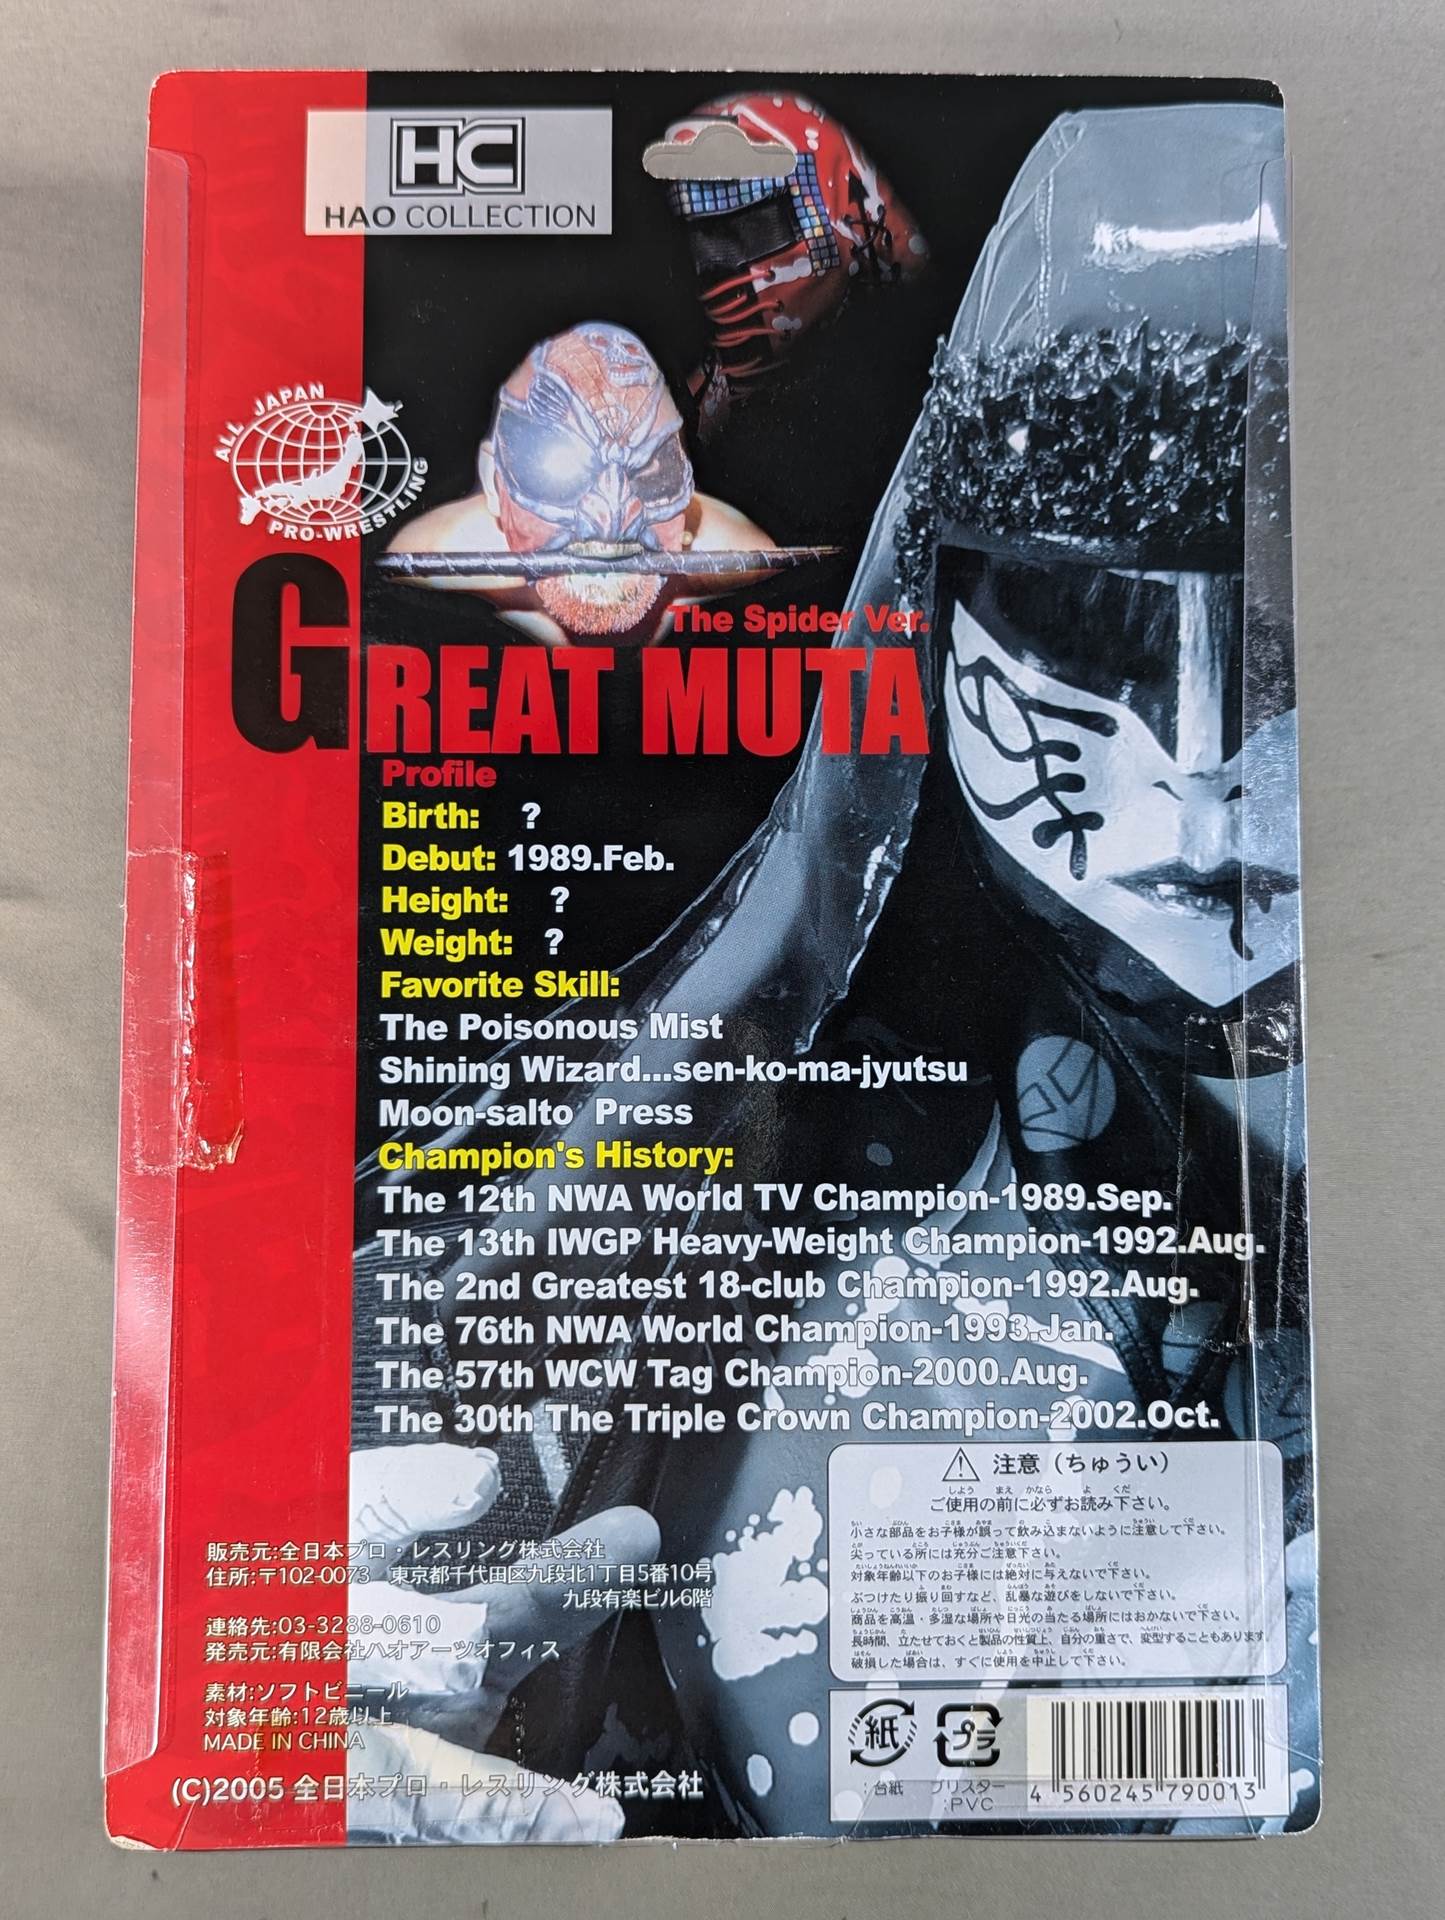 HC
HAO COLLECTION
ALL JAPAN
PRO-WRESTLING
The Spider Ver.
GREAT MUTA
Profile
Birth: ?
Debut: 1989.Feb.
Height: ?
Weight: ?
Favorite Skill:
The Poisonous Mist
Shining Wizard...sen-ko-ma-jyutsu
Moon-salto Press
Champion's History:
The 12th NWA World TV Champion-1989.Sep.
The 13th IWGP Heavy-Weight Champion-1992.Aug.
The 2nd Greatest 18-club Champion-1992.Aug.
The 76th NWA World Champion-1993.Jan.
The 57th WCW Tag Champion-2000.Aug.
The 30th The Triple Crown Champion-2002.Oct.
販売元:全日本プロ・レスリング株式会社
住所:〒102-0073 東京都千代田区九段北1丁目5番10号
九段有楽ビル6階
連絡先:03-3288-0610
発売元:有限会社ハオアーツオフィス
素材:ソフトビニール
対象年齢:12歳以上
MADE IN CHINA
(C)2005 全日本プロ・レスリング株式会社
注意（ちゅうい）
ご使用の前に必ずお読み下さい。
小さな部品をお子様が誤って飲み込まないように注意して下さい。
尖っている所には充分ご注意下さい。
対象年齢以下のお子様には絶対に与えないで下さい。
ぶつけたり振り回すなど、乱暴な遊びをしないで下さい。
商品を高温・多湿な場所や日光の当たる場所にはおかないで下さい。
長時間、立たせておくと製品の性質上、自分の重さで、変型することもあります
破損した場合は、すぐに使用を中止して下さい。
紙
プラ
:台紙 ブリスター
:PVC
4 560245 790013